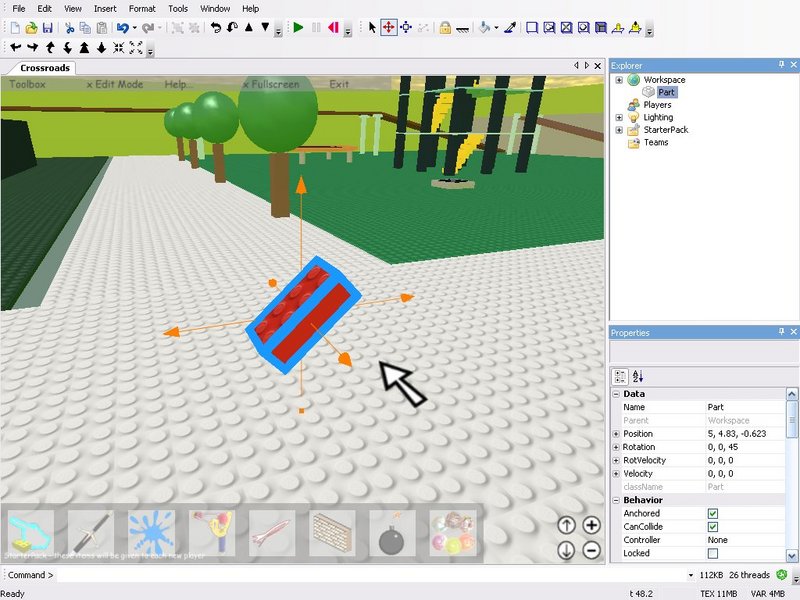 File Edit View Insert Format Tools Window Help
Crossroads
Toolbox x Edit Mode Help... x Fullscreen Exit
StarterPack - these items will be given to each new player
Explorer
Workspace
Part
Players
Lighting
StarterPack
Teams
Properties
Data
Name Part
Parent Workspace
Position 5, 4.83, -0.623
Rotation 0, 0, 45
RotVelocity 0, 0, 0
Velocity 0, 0, 0
className Part
Behavior
Anchored
CanCollide
Controller None
Locked
Command >
112KB 26 threads
Ready t 48.2 TEX 11MB VAR 4MB